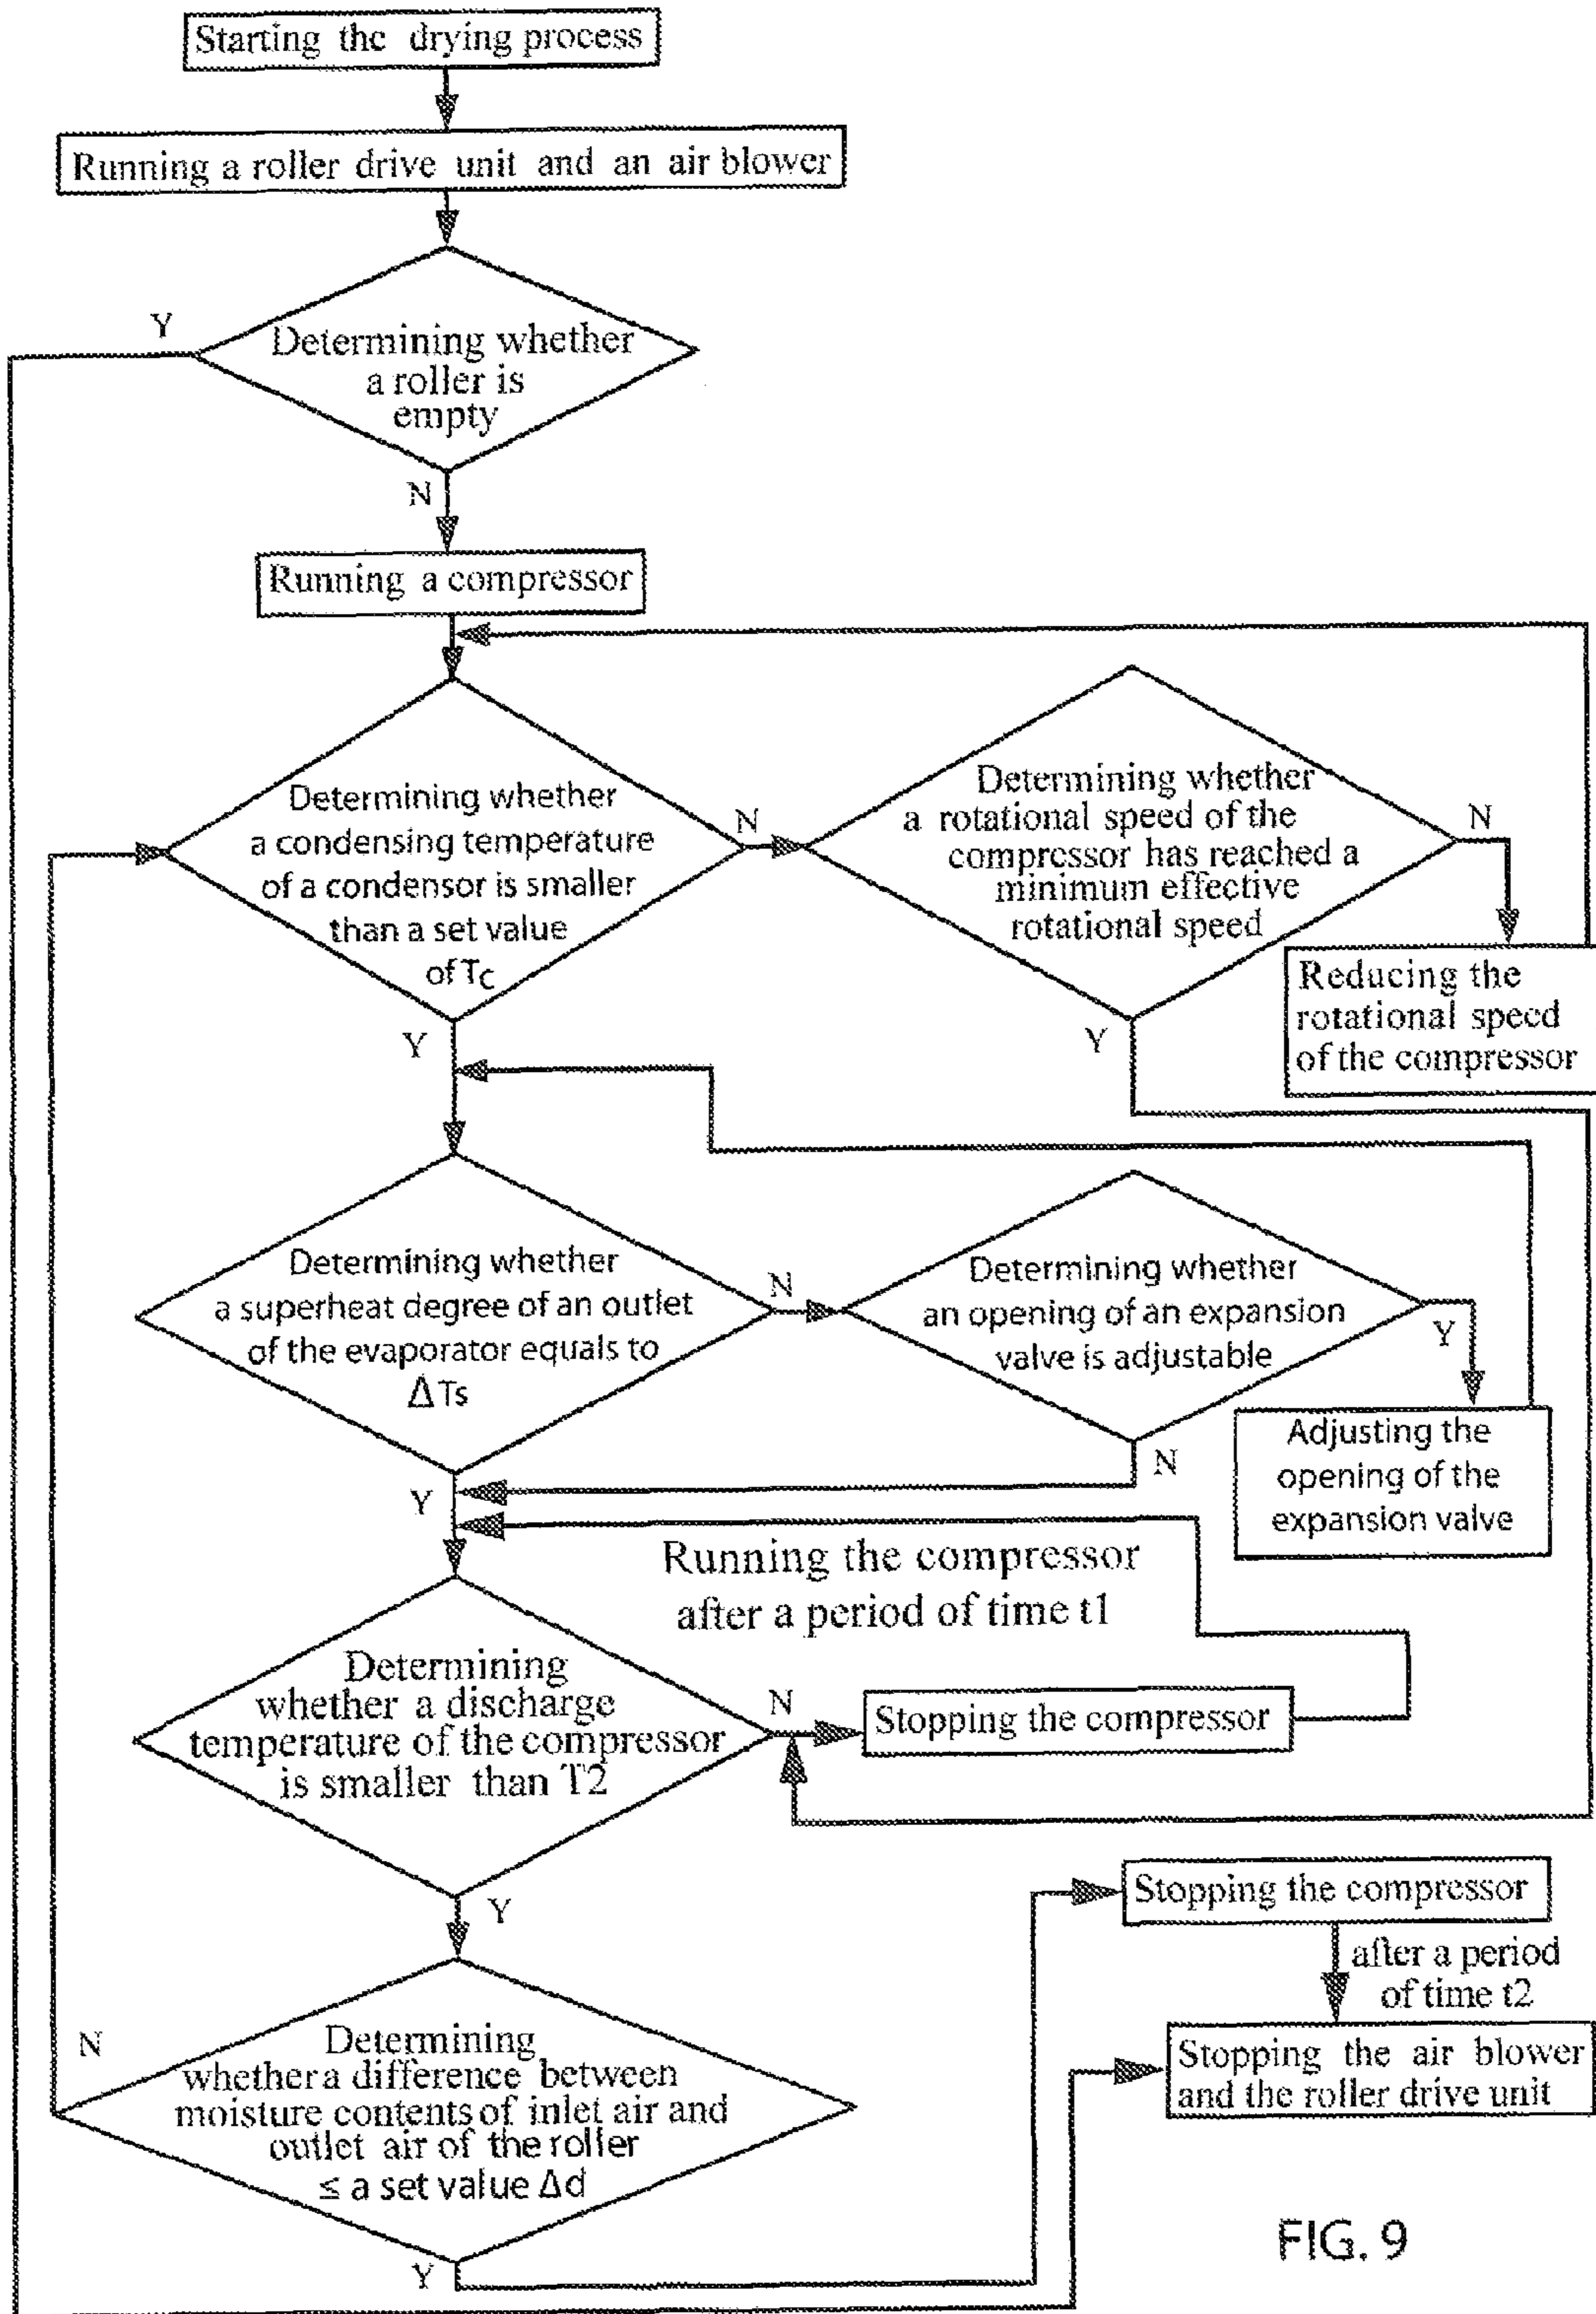 Starting the drying process
Running a roller drive unit and an air blower
Y
Determining whether
a roller is
empty
N
Running a compressor
Determining whether
a condensing temperature
of a condensor is smaller
than a set value
of Tc
N
Determining whether
a rotational speed of the
compressor has reached a
minimum effective
rotational speed
N
Reducing the
rotational speed
of the compressor
Y
Y
Determining whether
a superheat degree of an outlet
of the evaporator equals to
ΔTs
N
Determining whether
an opening of an expansion
valve is adjustable
Y
Adjusting the
opening of the
expansion valve
N
Y
Running the compressor
after a period of time t1
Determining
whether a discharge
temperature of the compressor
is smaller than T2
N
Stopping the compressor
Y
Stopping the compressor
after a period
of time t2
Stopping the air blower
and the roller drive unit
N
Determining
whether a difference between
moisture contents of inlet air and
outlet air of the roller
≤ a set value Δd
Y
FIG. 9